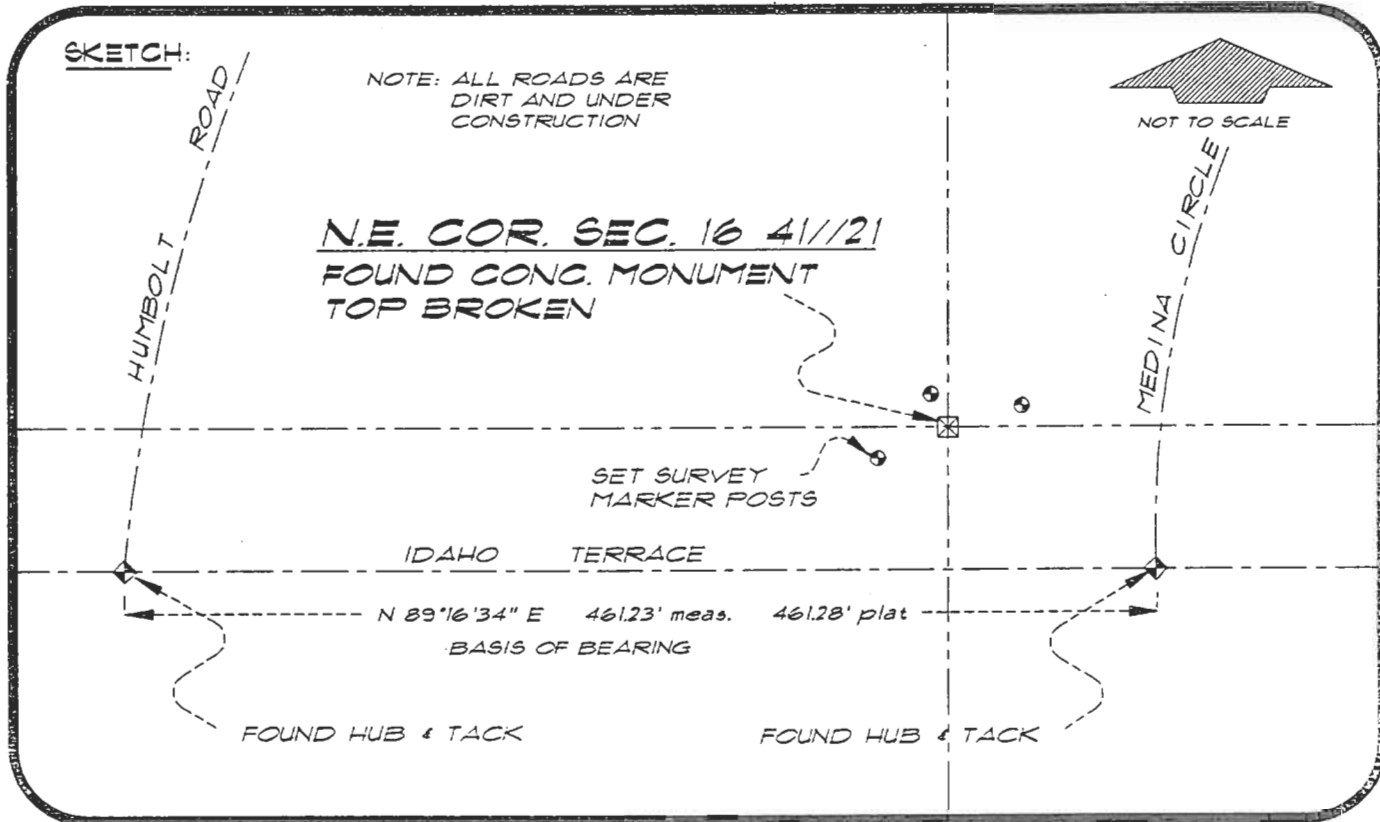 SKETCH:
HUMBOLT ROAD
NOTE: ALL ROADS ARE
DIRT AND UNDER
CONSTRUCTION
NOT TO SCALE
MEDINA CIRCLE
N.E. COR. SEC. 16 41//21
FOUND CONC. MONUMENT
TOP BROKEN
SET SURVEY
MARKER POSTS
IDAHO TERRACE
N 89°16'34" E 461.23' meas. 461.28' plat
BASIS OF BEARING
FOUND HUB & TACK
FOUND HUB & TACK